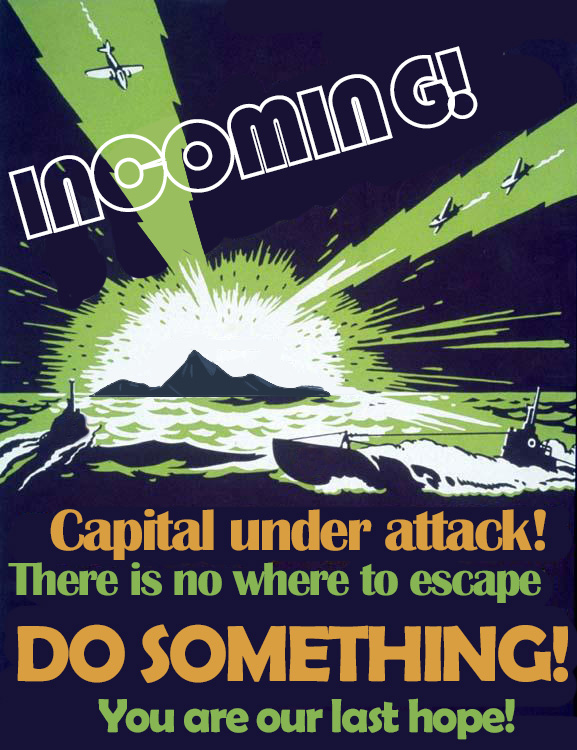 INCOMING!
Capital under attack!
There is no where to escape
DO SOMETHING!
You are our last hope!